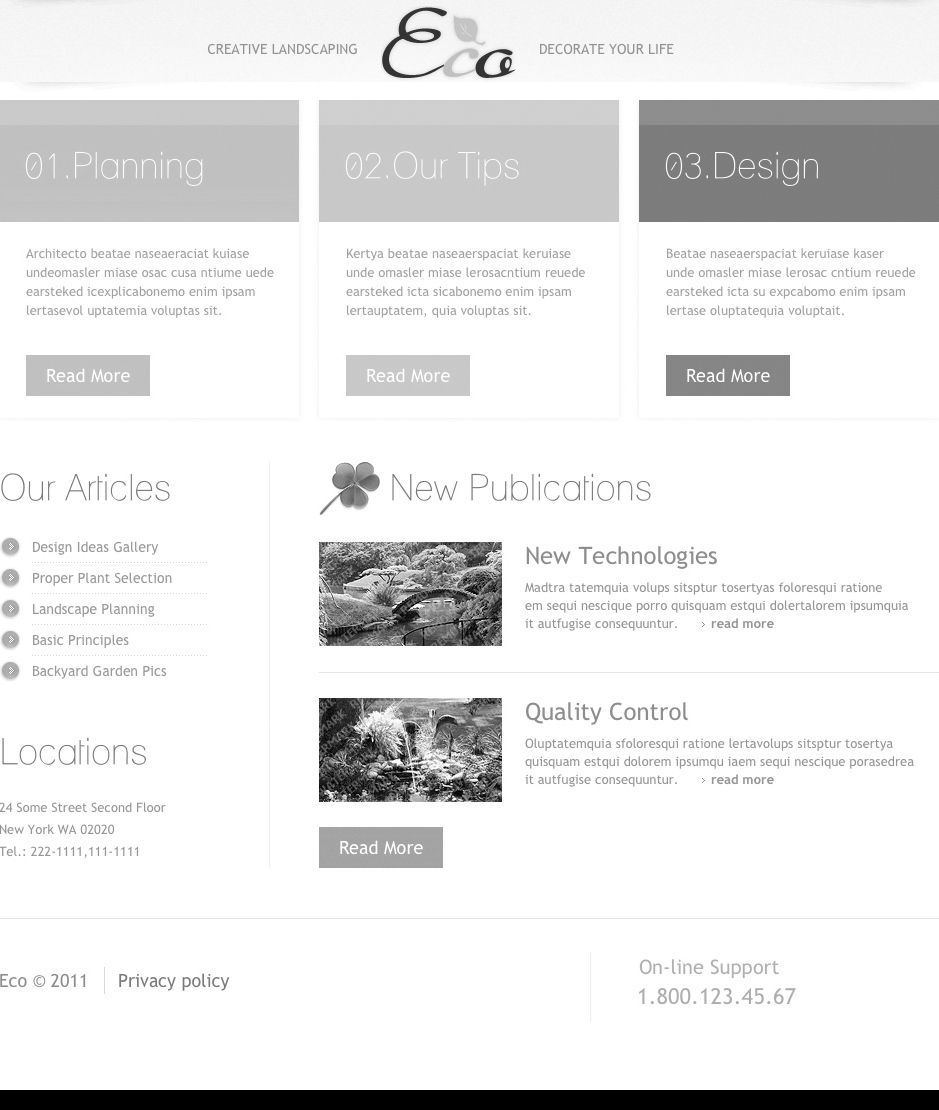 CREATIVE LANDSCAPING
Eco
DECORATE YOUR LIFE
01.Planning
Architecto beatae naseaeraciat kuiase
undeomasler miase osac cusa ntiume uede
earsteked icexplicabonemo enim ipsam
lertasevol uptatemia voluptas sit.
Read More
02.Our Tips
Kertya beatae naseaerspaciat keruiase
unde omasler miase lerosacntium reuede
earsteked icta sicabonemo enim ipsam
lertauptatem, quia voluptas sit.
Read More
03.Design
Beatae naseaerspaciat keruiase kaser
unde omasler miase lerosac cntium reuede
earsteked icta su expcabomo enim ipsam
lertase oluptatequia voluptait.
Read More
Our Articles
Design Ideas Gallery
Proper Plant Selection
Landscape Planning
Basic Principles
Backyard Garden Pics
Locations
24 Some Street Second Floor
New York WA 02020
Tel.: 222-1111,111-1111
New Publications
New Technologies
Madtra tatemquia volups sitsptur tosertyas foloresqui ratione
em sequi nescique porro quisquam estqui dolertalorem ipsumquia
it autfugise consequuntur. read more
Quality Control
Oluptatemquia sfoloresqui ratione lertavolups sitsptur tosertya
quisquam estqui dolorem ipsumqu iaem sequi nescique porasedrea
it autfugise consequuntur. read more
Read More
Eco © 2011 Privacy policy
On-line Support
1.800.123.45.67